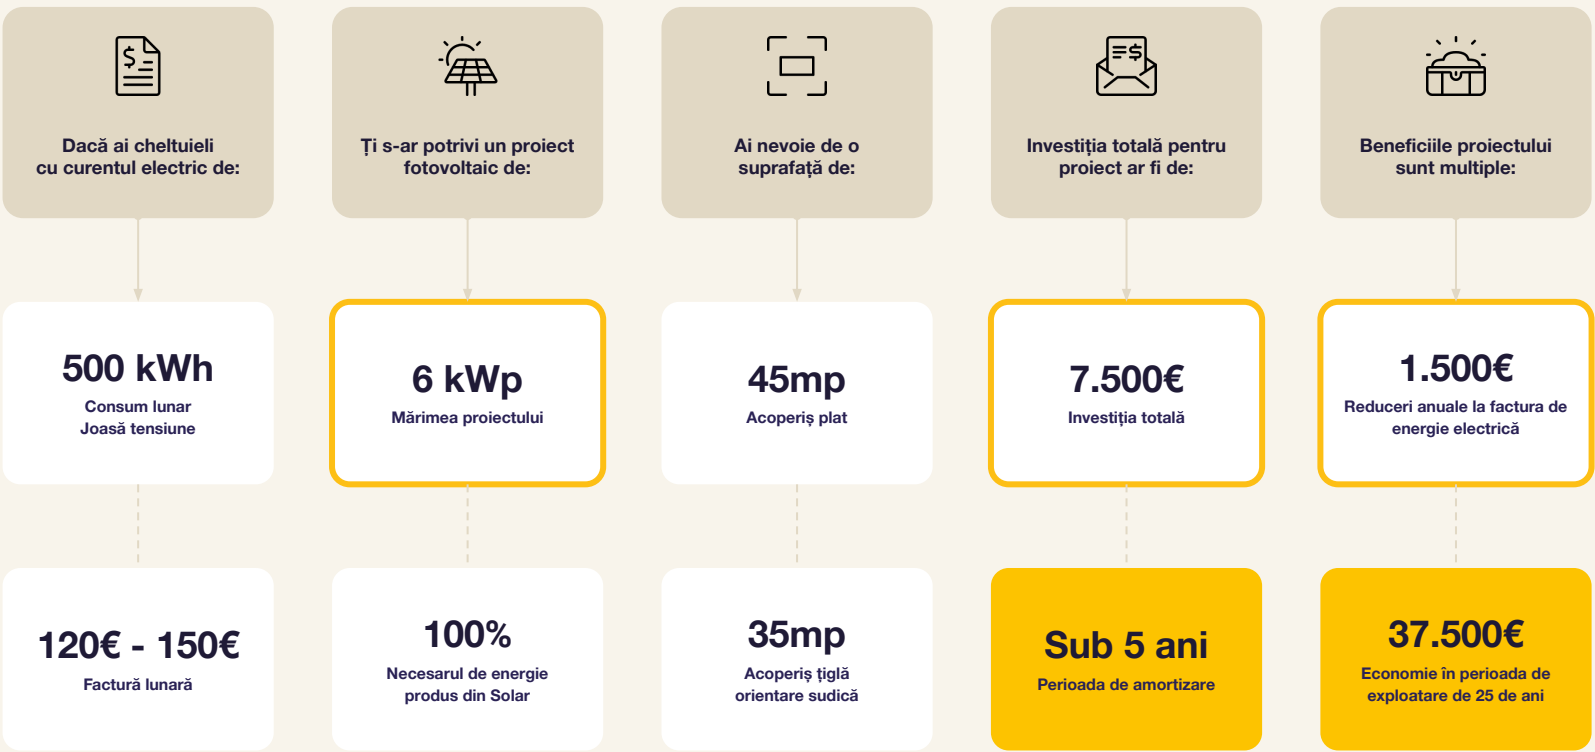 Dacă ai cheltuieli
cu curentul electric de:
Ți s-ar potrivi un proiect
fotovoltaic de:
Ai nevoie de o
suprafață de:
Investiția totală pentru
proiect ar fi de:
Beneficiile proiectului
sunt multiple:
500 kWh
Consum lunar
Joasă tensiune
6 kWp
Mărimea proiectului
45mp
Acoperiș plat
7.500€
Investiția totală
1.500€
Reduceri anuale la factura de
energie electrică
120€ - 150€
Factură lunară
100%
Necesarul de energie
produs din Solar
35mp
Acoperiș țiglă
orientare sudică
Sub 5 ani
Perioada de amortizare
37.500€
Economie în perioada de
exploatare de 25 de ani